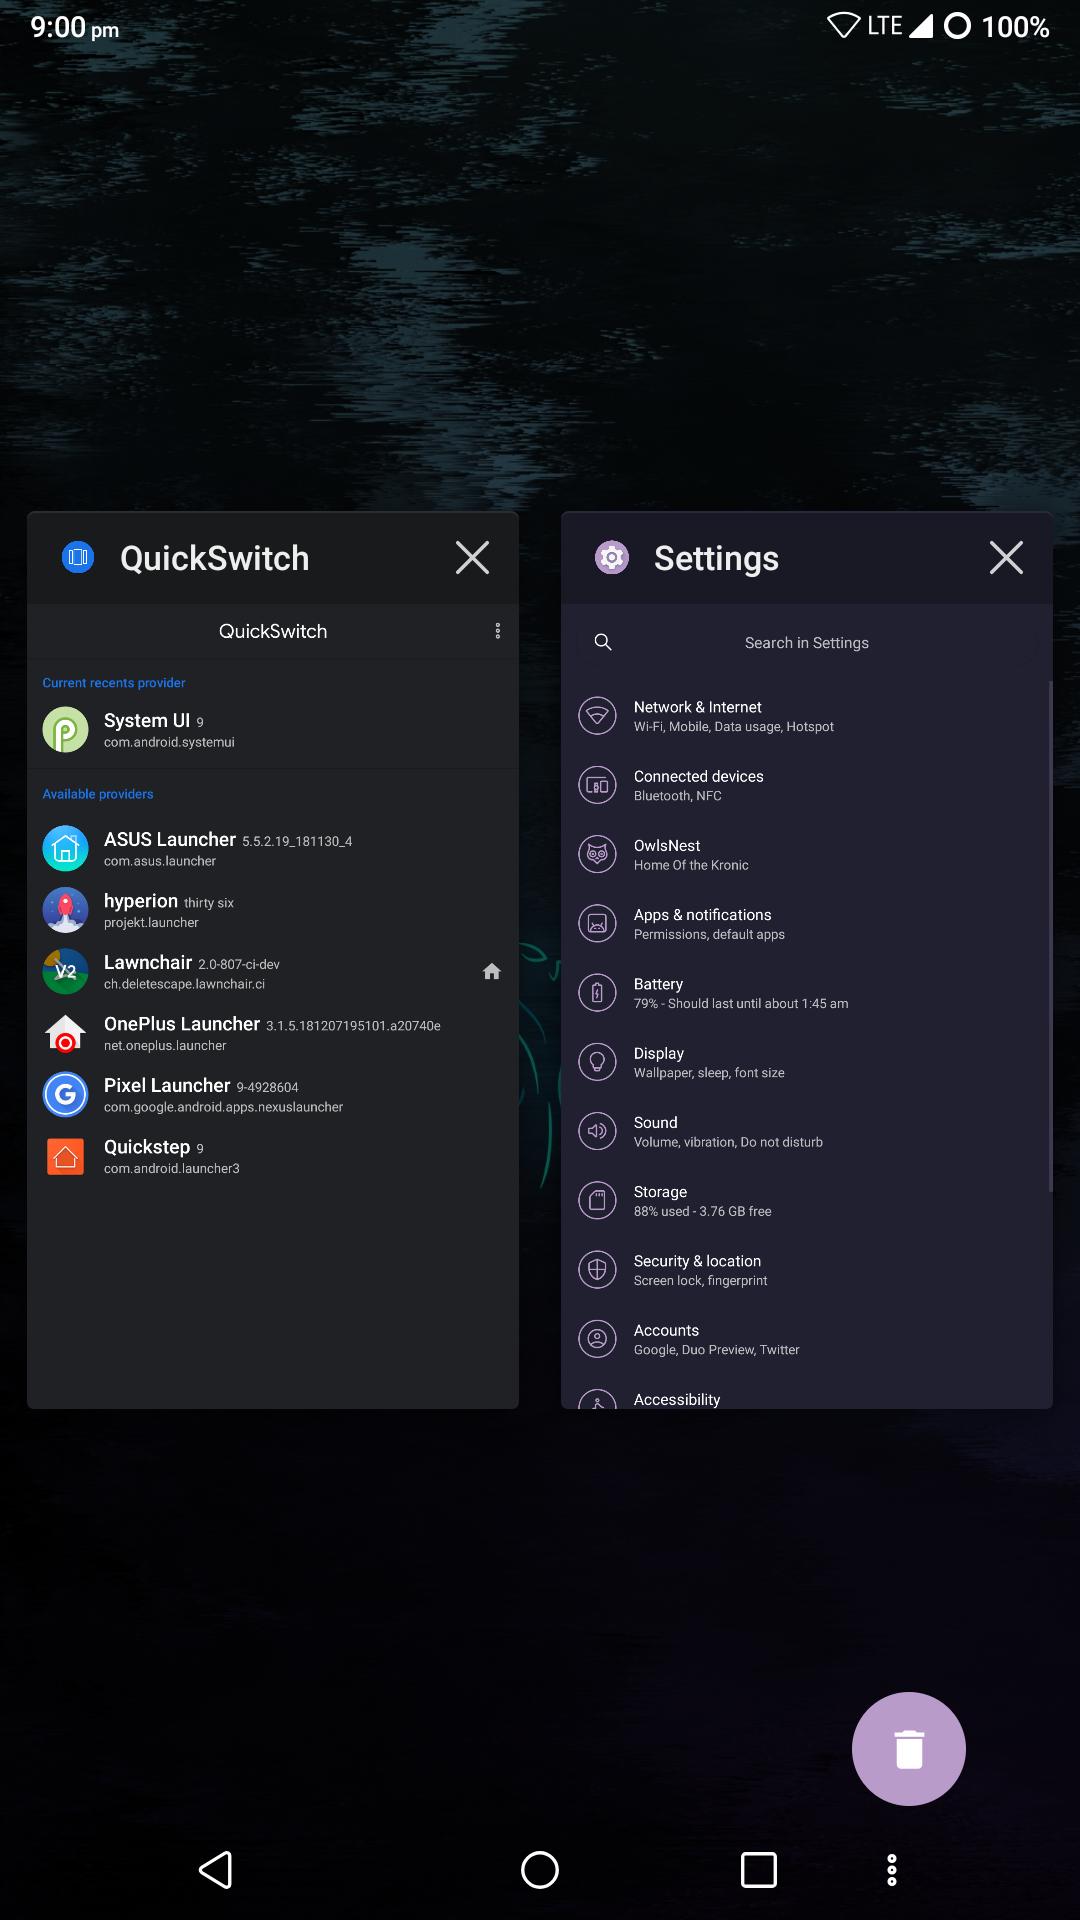 9:00 pm
LTE 100%
QuickSwitch
QuickSwitch
Current recents provider
System UI 9
com.android.systemui
Available providers
ASUS Launcher 5.5.2.19_181130_4
com.asus.launcher
hyperion thirty six
projekt.launcher
V2
Lawnchair 2.0-807-ci-dev
ch.deletescape.lawnchair.ci
OnePlus Launcher 3.1.5.181207195101.a20740e
net.oneplus.launcher
G
Pixel Launcher 9-4928604
com.google.android.apps.nexuslauncher
Quickstep 9
com.android.launcher3
Settings
Search in Settings
Network & Internet
Wi-Fi, Mobile, Data usage, Hotspot
Connected devices
Bluetooth, NFC
OwlsNest
Home Of the Kronic
Apps & notifications
Permissions, default apps
Battery
79% - Should last until about 1:45 am
Display
Wallpaper, sleep, font size
Sound
Volume, vibration, Do not disturb
Storage
88% used - 3.76 GB free
Security & location
Screen lock, fingerprint
Accounts
Google, Duo Preview, Twitter
Accessibility